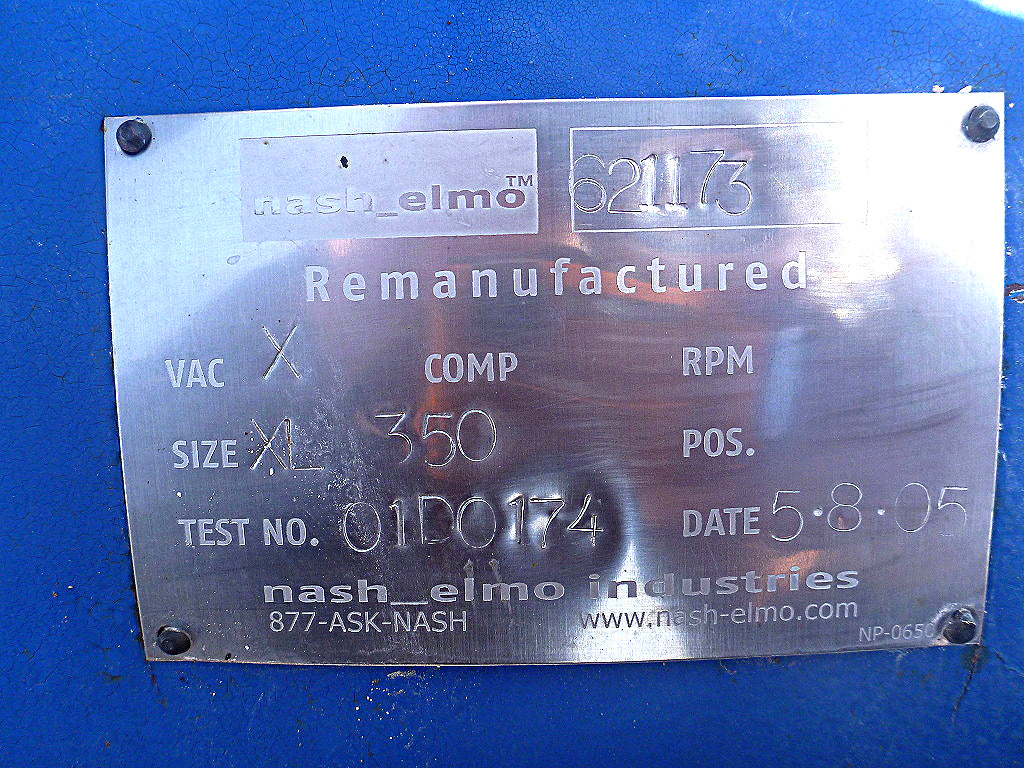 nash_elmo™ 621173
Remanufactured
VAC X COMP RPM
SIZE XL 350 POS.
TEST NO. 01D0174 DATE 5·8·05
nash_elmo industries
877-ASK-NASH www.nash-elmo.com
NP-0650